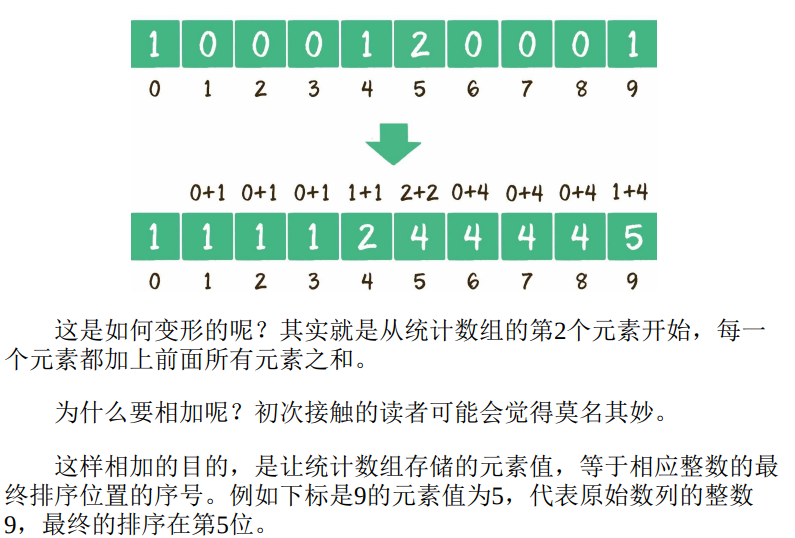 1 0 0 0 1 2 0 0 0 1
0 1 2 3 4 5 6 7 8 9
0+1 0+1 0+1 1+1 2+2 0+4 0+4 0+4 1+4
1 1 1 1 2 4 4 4 4 5
0 1 2 3 4 5 6 7 8 9
这是如何变形的呢？其实就是从统计数组的第2个元素开始，每一
个元素都加上前面所有元素之和。
为什么要相加呢？初次接触的读者可能会觉得莫名其妙。
这样相加的目的，是让统计数组存储的元素值，等于相应整数的最
终排序位置的序号。例如下标是9的元素值为5，代表原始数列的整数
9，最终的排序在第5位。